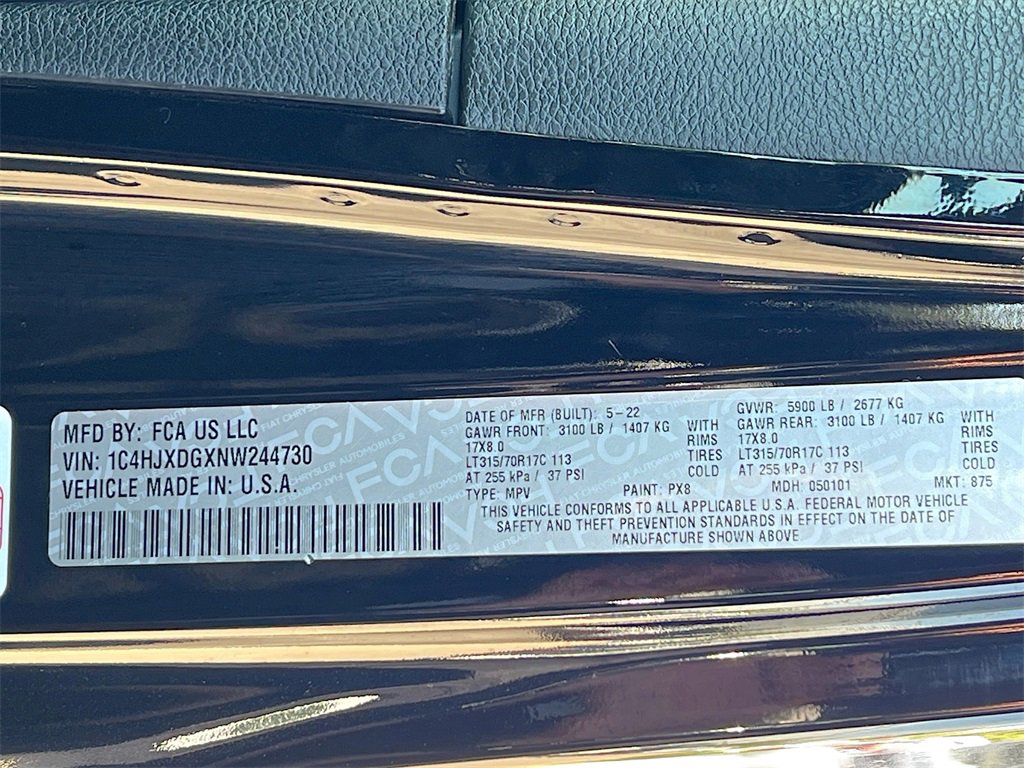 MFD BY: FCA US LLC
VIN: 1C4HJXDGXNW244730
VEHICLE MADE IN: U.S.A.
DATE OF MFR (BUILT): 5-22
GAWR FRONT: 3100 LB / 1407 KG WITH
17X8.0 RIMS
LT315/70R17C 113 TIRES
AT 255 kPa / 37 PSI COLD
GVWR: 5900 LB / 2677 KG
GAWR REAR: 3100 LB / 1407 KG WITH
17X8.0 RIMS
LT315/70R17C 113 TIRES
AT 255 kPa / 37 PSI COLD
TYPE: MPV PAINT: PX8 MDH: 050101 MKT: 875
THIS VEHICLE CONFORMS TO ALL APPLICABLE U.S.A. FEDERAL MOTOR VEHICLE
SAFETY AND THEFT PREVENTION STANDARDS IN EFFECT ON THE DATE OF
MANUFACTURE SHOWN ABOVE